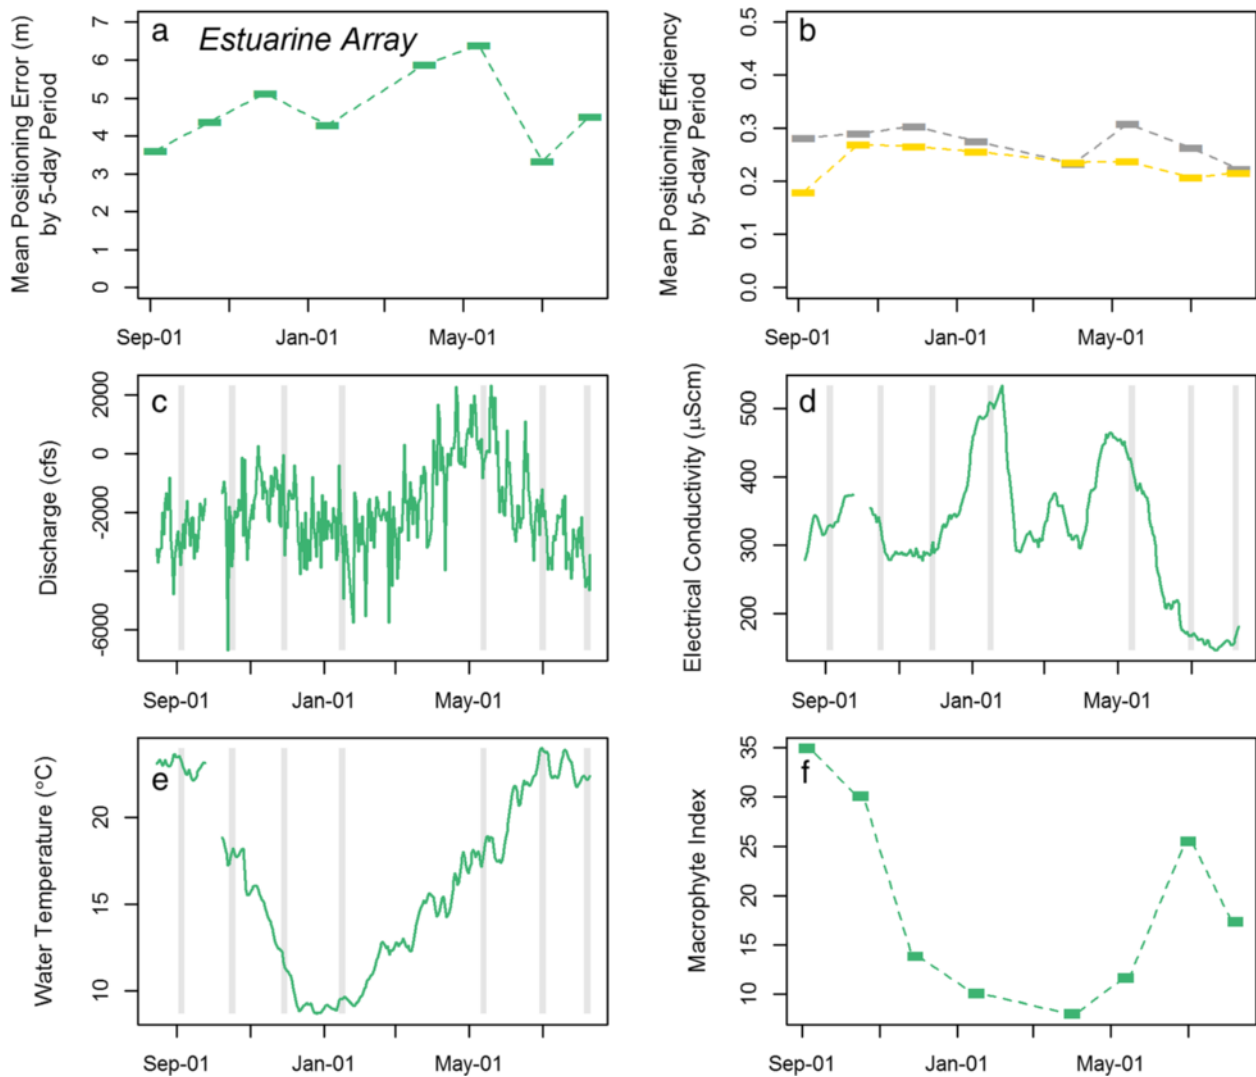 Mean Positioning Error (m)
by 5-day Period
7
6
5
4
3
2
1
0
a
Estuarine Array
Sep-01
Jan-01
May-01
Mean Positioning Efficiency
by 5-day Period
0.5
0.4
0.3
0.2
0.1
0.0
b
Sep-01
Jan-01
May-01
Discharge (cfs)
2000
0
-2000
-6000
c
Sep-01
Jan-01
May-01
Electrical Conductivity (µScm)
500
400
300
200
d
Sep-01
Jan-01
May-01
Water Temperature (°C)
20
15
10
e
Sep-01
Jan-01
May-01
Macrophyte Index
35
30
25
20
15
10
f
Sep-01
Jan-01
May-01